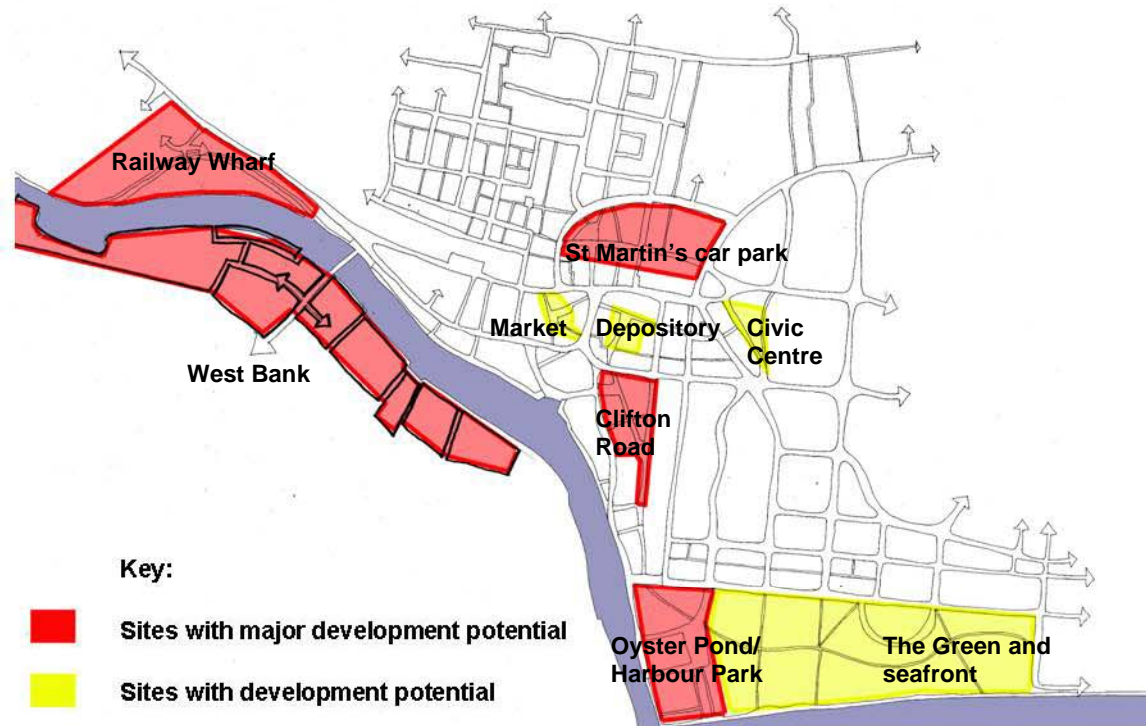 Railway Wharf
St Martin's car park
Market
Depository
Civic
Centre
West Bank
Clifton
Road
Key:
Sites with major development potential
Sites with development potential
Oyster Pond/
Harbour Park
The Green and
seafront